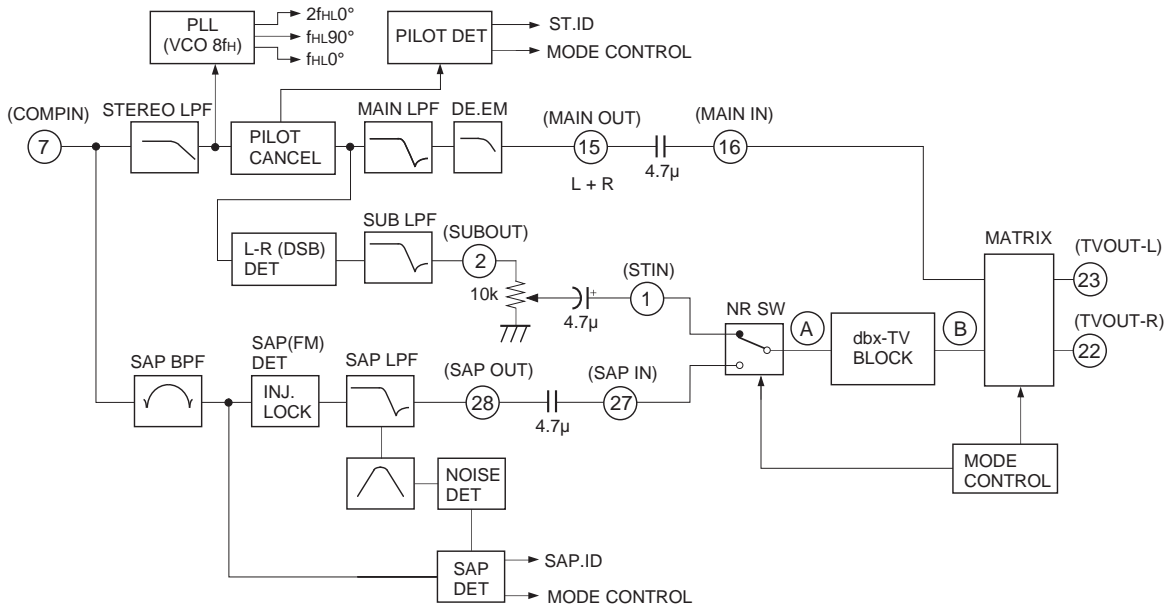 PLL
(VCO 8fH)
2fHL0°
fHL90°
fHL0°
PILOT DET
ST.ID
MODE CONTROL
(COMPIN)
7
STEREO LPF
PILOT
CANCEL
MAIN LPF
DE.EM
(MAIN OUT)
15
L + R
4.7µ
(MAIN IN)
16
L-R (DSB)
DET
SUB LPF
(SUBOUT)
2
10k
4.7µ
+
(STIN)
1
NR SW
A
dbx-TV
BLOCK
B
MATRIX
(TVOUT-L)
23
(TVOUT-R)
22
SAP BPF
SAP(FM)
DET
INJ.
LOCK
SAP LPF
(SAP OUT)
28
4.7µ
(SAP IN)
27
NOISE
DET
MODE
CONTROL
SAP
DET
SAP.ID
MODE CONTROL